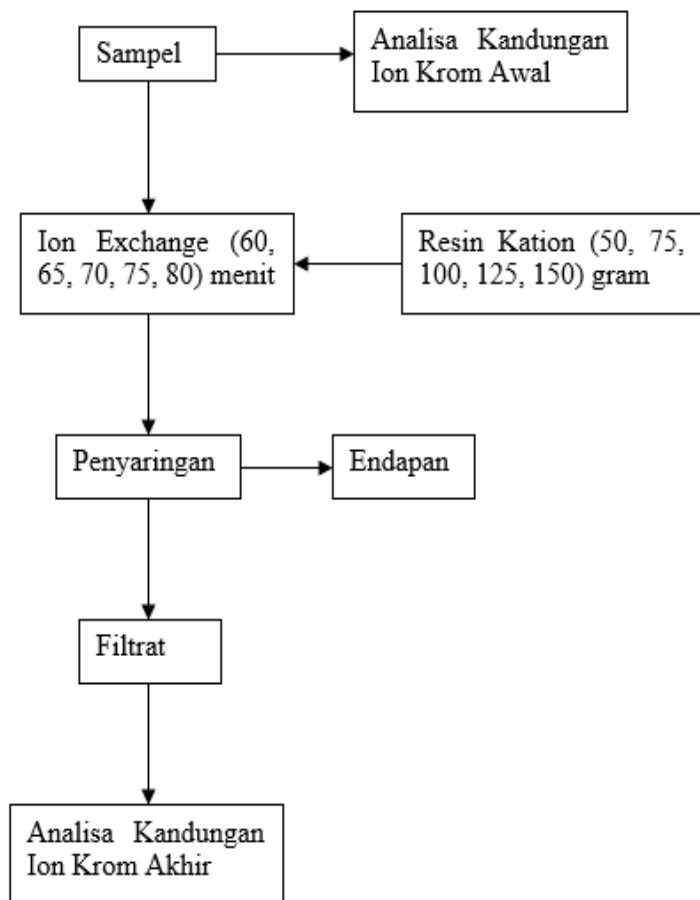 Sampel
Analisa Kandungan
Ion Krom Awal
Ion Exchange (60,
65, 70, 75, 80) menit
Resin Kation (50, 75,
100, 125, 150) gram
Penyaringan
Endapan
Filtrat
Analisa Kandungan
Ion Krom Akhir